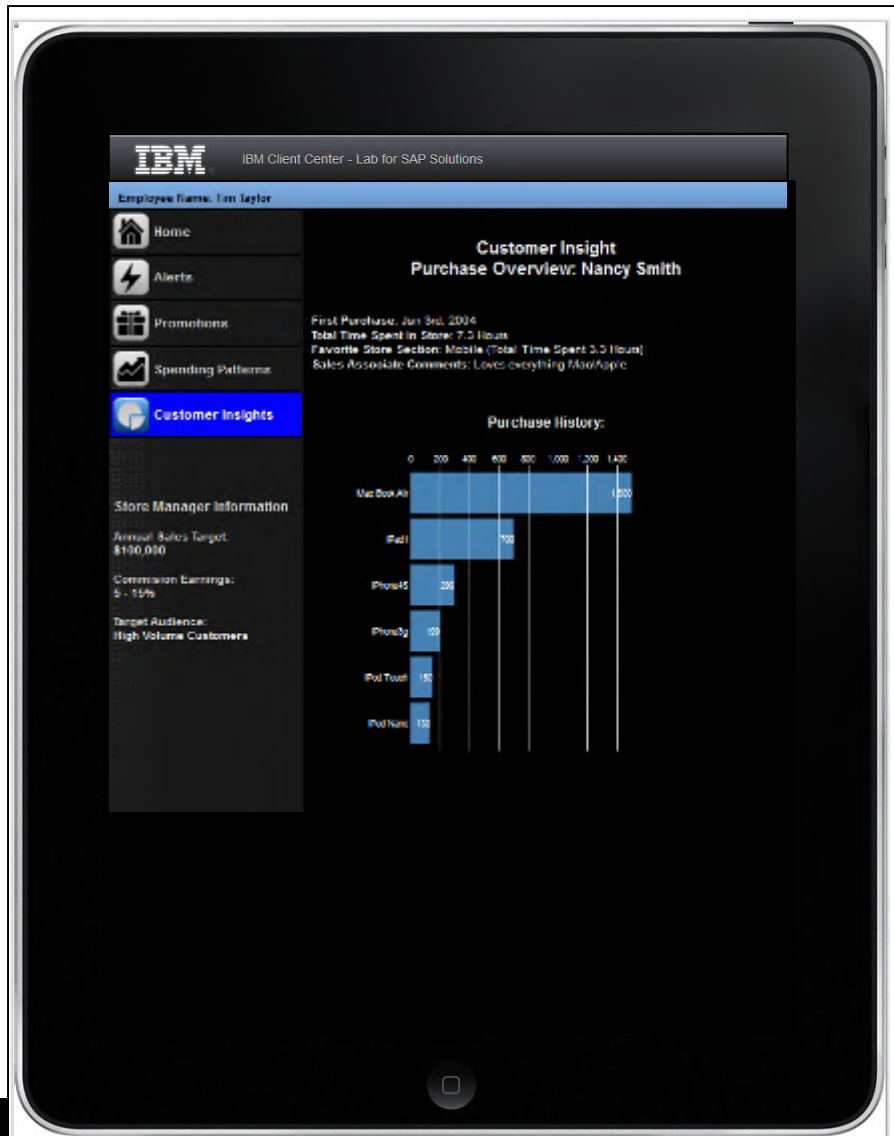 IBM
IBM Client Center - Lab for SAP Solutions
Employee Name: Tim Taylor
Home
Alerts
Promotions
Spending Patterns
Customer Insights
Store Manager Information
Annual Sales Target:
$100,000
Commision Earnings:
5 - 15%
Target Audience:
High Volume Customers
Customer Insight
Purchase Overview: Nancy Smith
First Purchase: 3rd, 2004
Total Time Spent in Store: 7.3 Hours
Favorite Store Section: Mobile (Total Time Spent 3.3 Hours)
Sales Associate Comments: Loves everything Mac/Apple
Purchase History:
0 200 400 600 800 1,000 1,200 1,400
Mac Book Air 1,500
700
iPhone4S
iPhone3g
iPod Touch 150
iPod Nano